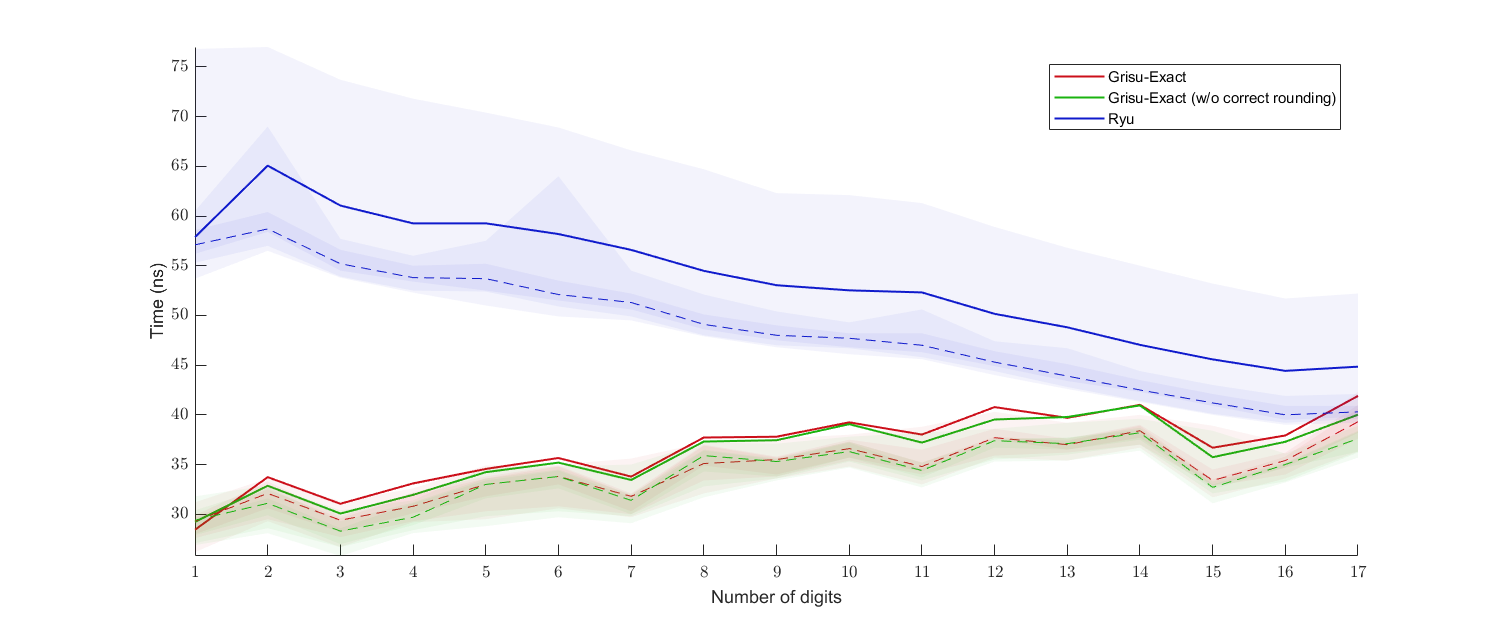 75
70
65
60
55
50
45
40
35
30
Time (ns)
Grisu-Exact
Grisu-Exact (w/o correct rounding)
Ryu
1 2 3 4 5 6 7 8 9 10 11 12 13 14 15 16 17
Number of digits